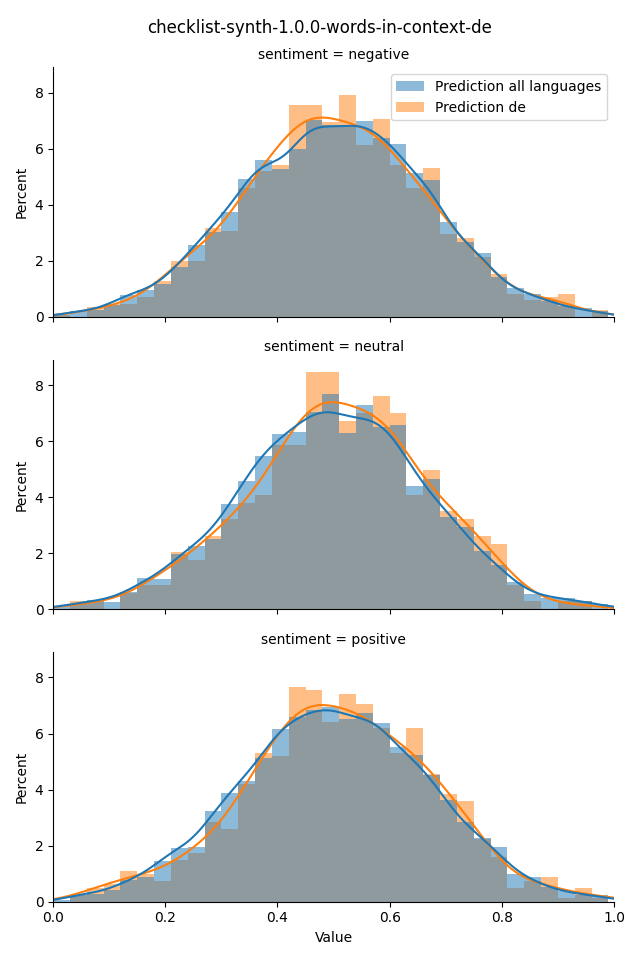 checklist-synth-1.0.0-words-in-context-de
sentiment = negative
Prediction all languages
Prediction de
8
6
4
2
0
Percent
sentiment = neutral
8
6
4
2
0
Percent
sentiment = positive
8
6
4
2
0
Percent
0.0 0.2 0.4 0.6 0.8 1.0
Value